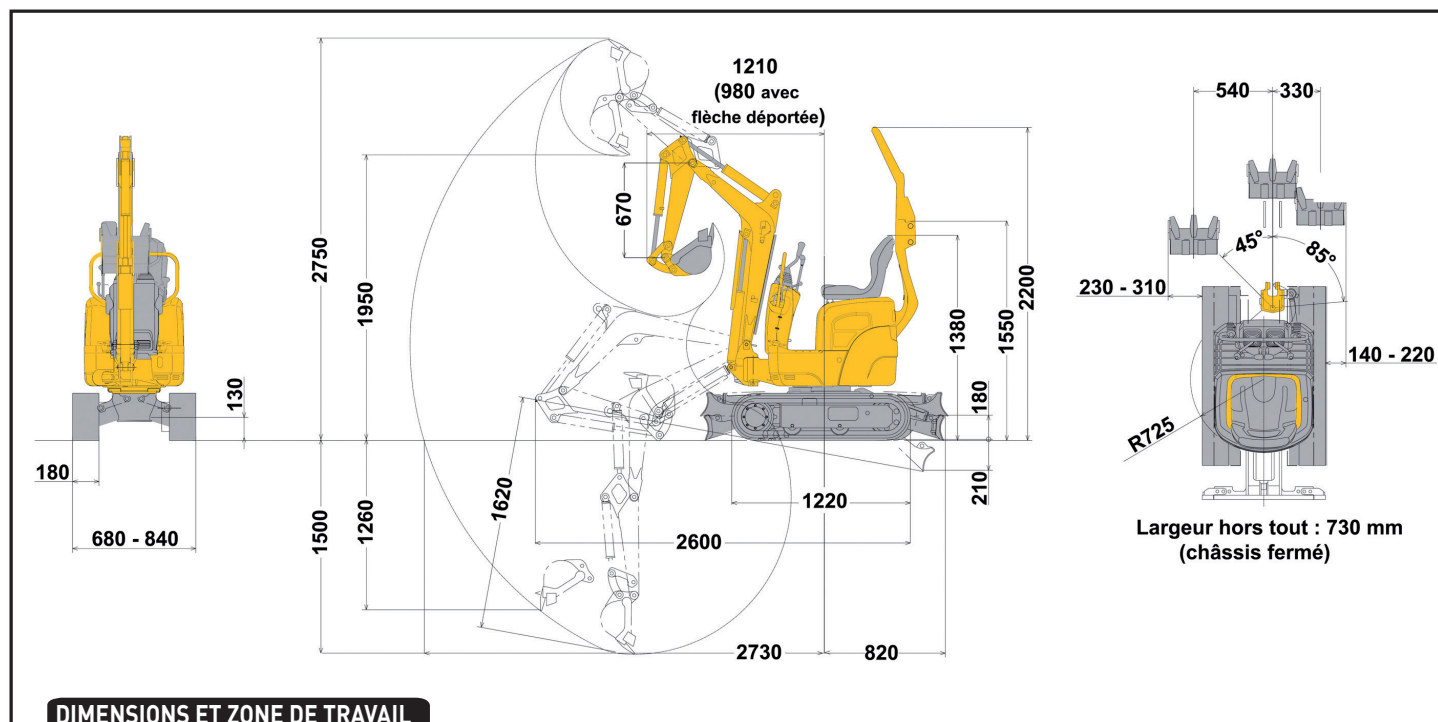 1210
(980 avec
flèche déportée)
540
330
2750
1950
670
45°
85°
230 - 310
2200
1550
1380
140 - 220
130
180
R725
180
210
1220
1500
1260
1620
2600
680 - 840
Largeur hors tout : 730 mm
(châssis fermé)
2730
820
DIMENSIONS ET ZONE DE TRAVAIL